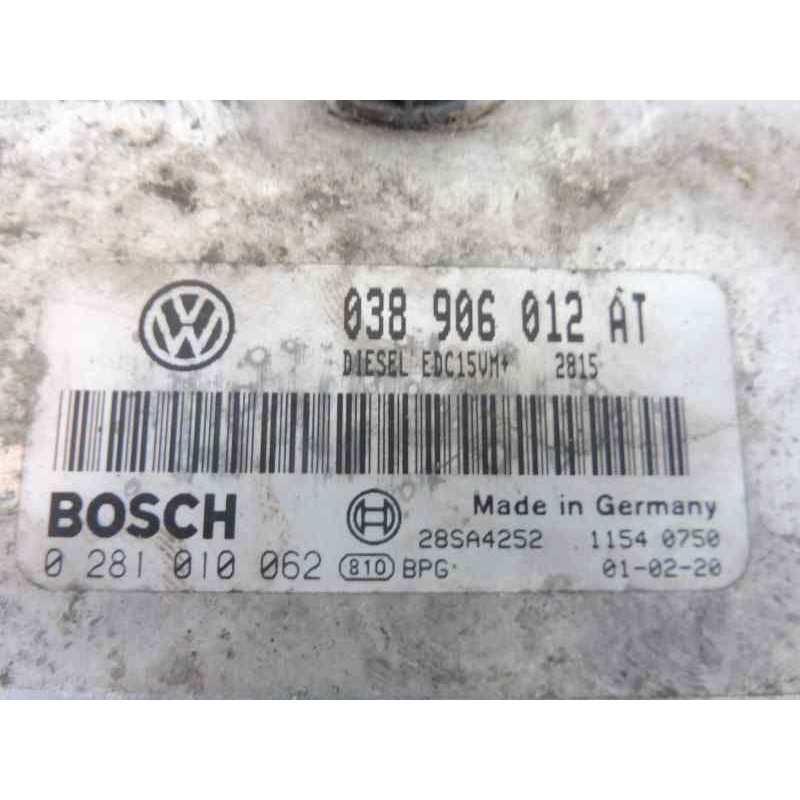 038 906 012 AT
DIESEL EDC15VM+ 2815
BOSCH
Made in Germany
28SA4252 1154 0750
0 281 010 062 810 BPG 01-02-20